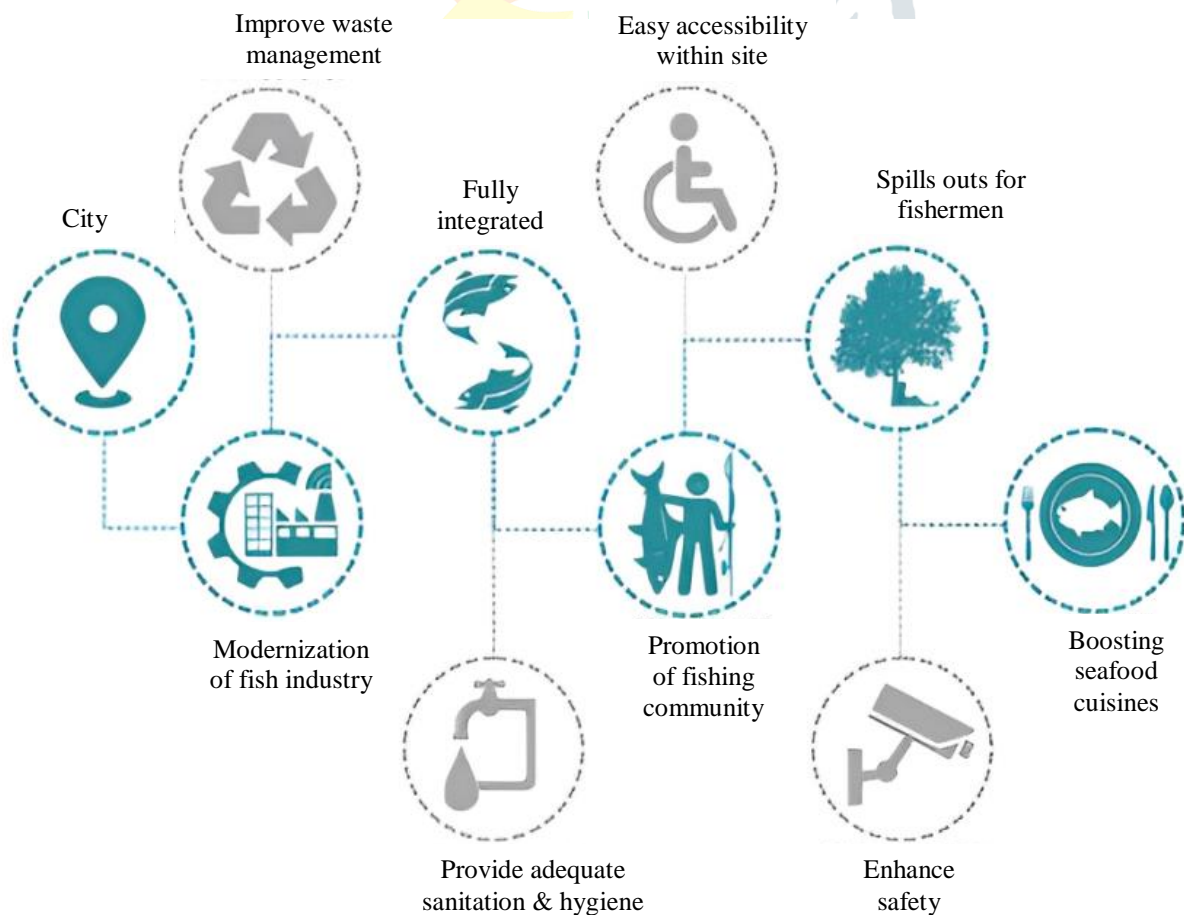 Improve waste
management
Easy accessibility
within site
Fully
integrated
Spills outs for
fishermen
City
Modernization
of fish industry
Promotion
of fishing
community
Boosting
seafood
cuisines
Provide adequate
sanitation & hygiene
Enhance
safety